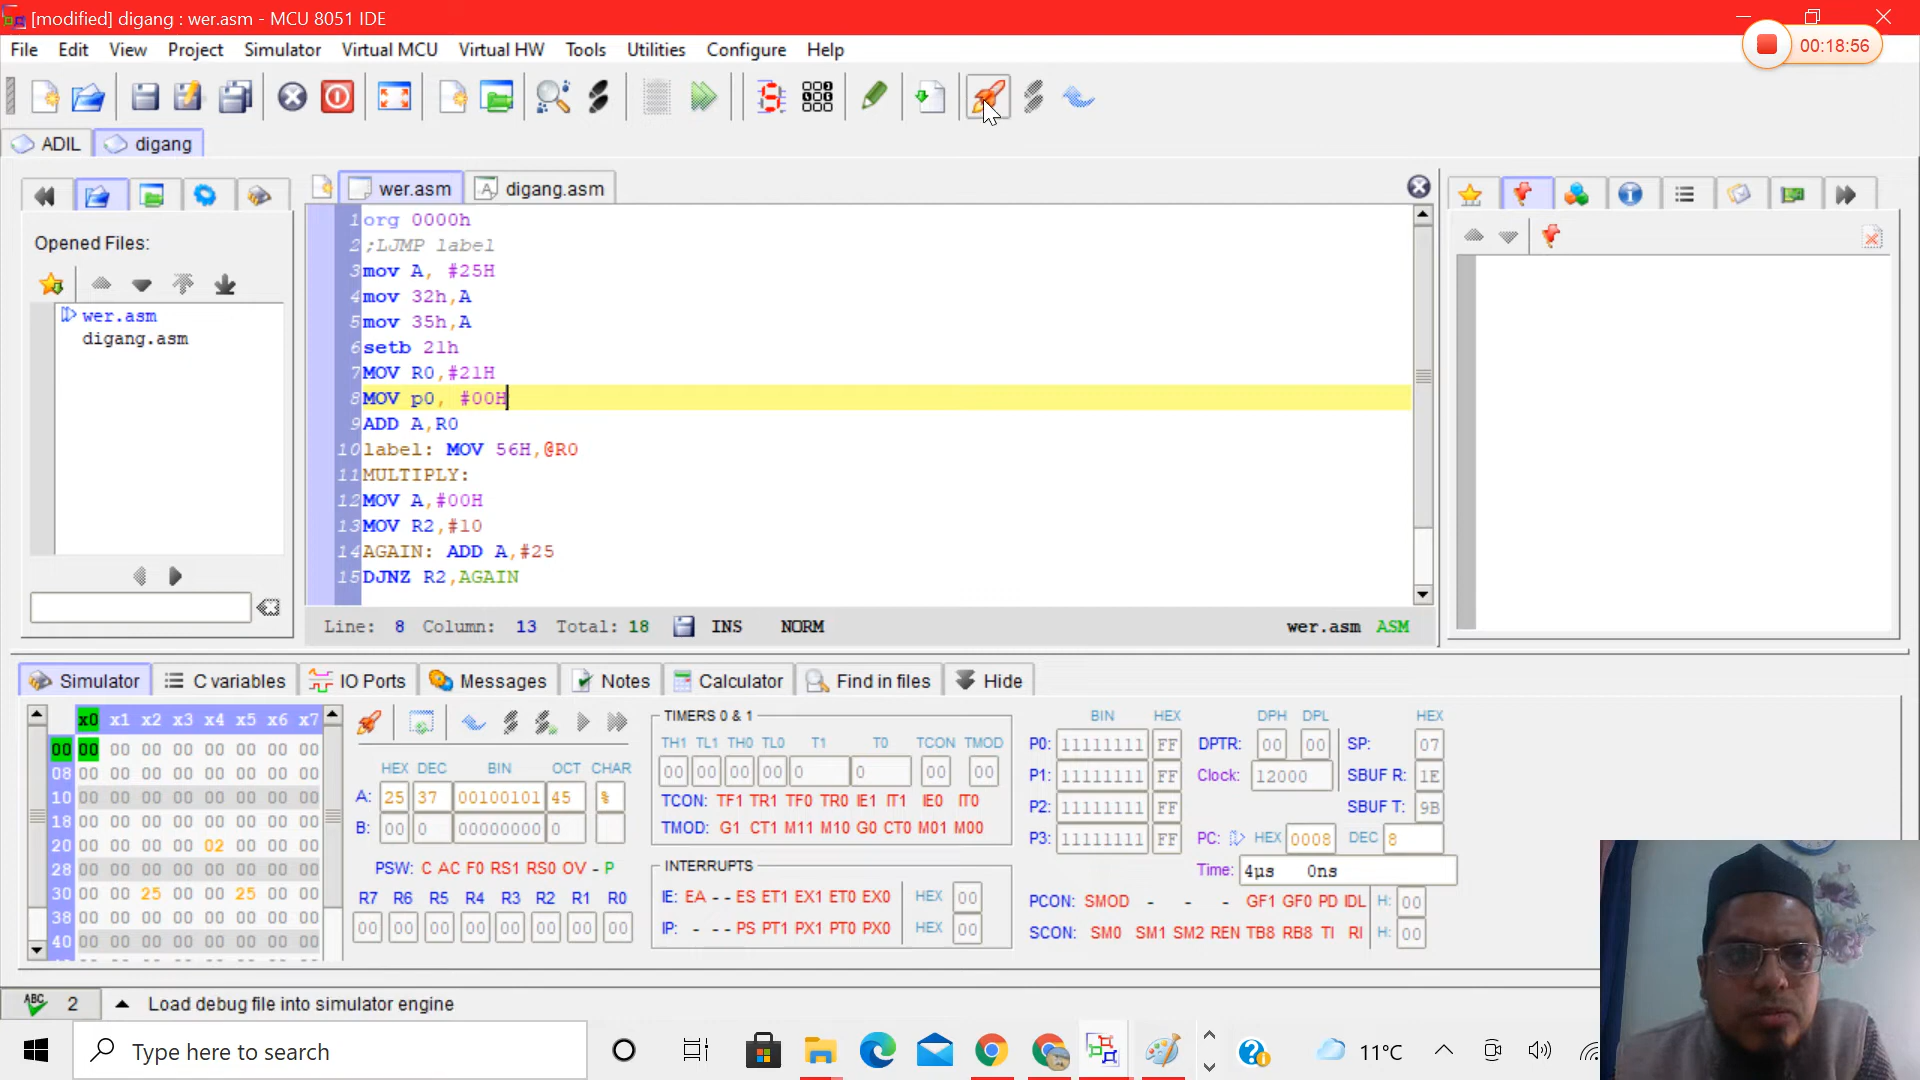 [modified] digang : wer.asm - MCU 8051 IDE
00:18:56
File Edit View Project Simulator Virtual MCU Virtual HW Tools Utilities Configure Help
ADIL digang
wer.asm digang.asm
Opened Files:
wer.asm
digang.asm
1 org 0000h
2 ;LJMP label
3 mov A, #25H
4 mov 32h,A
5 mov 35h,A
6 setb 21h
7 MOV R0,#21H
8 MOV p0, #00H
9 ADD A,R0
10 label: MOV 56H,@R0
11 MULTIPLY:
12 MOV A,#00H
13 MOV R2,#10
14 AGAIN: ADD A,#25
15 DJNZ R2,AGAIN
Line: 8 Column: 13 Total: 18 INS NORM wer.asm ASM
Simulator C variables IO Ports Messages Notes Calculator Find in files Hide
x0 x1 x2 x3 x4 x5 x6 x7
00 00 00 00 00 00 00 00 00
08 00 00 00 00 00 00 00 00
10 00 00 00 00 00 00 00 00
18 00 00 00 00 00 00 00 00
20 00 00 00 00 02 00 00 00
28 00 00 00 00 00 00 00 00
30 00 00 25 00 00 25 00 00
38 00 00 00 00 00 00 00 00
40 00 00 00 00 00 00 00 00
HEX DEC BIN OCT CHAR
A: 25 37 00100101 45 %
B: 00 0 00000000 0
PSW: C AC F0 RS1 RS0 OV - P
R7 R6 R5 R4 R3 R2 R1 R0
00 00 00 00 00 00 00 00
TIMERS 0 & 1
TH1 TL1 TH0 TL0 T1 T0 TCON TMOD
00 00 00 00 0 0 00 00
TCON: TF1 TR1 TF0 TR0 IE1 IT1 IE0 IT0
TMOD: G1 CT1 M11 M10 G0 CT0 M01 M00
INTERRUPTS
IE: EA - - ES ET1 EX1 ET0 EX0 HEX 00
IP: - - - PS PT1 PX1 PT0 PX0 HEX 00
BIN HEX
P0: 11111111 FF
P1: 11111111 FF
P2: 11111111 FF
P3: 11111111 FF
DPH DPL HEX
DPTR: 00 00 SP: 07
Clock: 12000 SBUF R: 1E
SBUF T: 9B
PC: HEX 0008 DEC 8
Time: 4µs 0ns
PCON: SMOD - - - GF1 GF0 PD IDL H: 00
SCON: SM0 SM1 SM2 REN TB8 RB8 TI RI H: 00
ABC 2 Load debug file into simulator engine
Type here to search
11°C